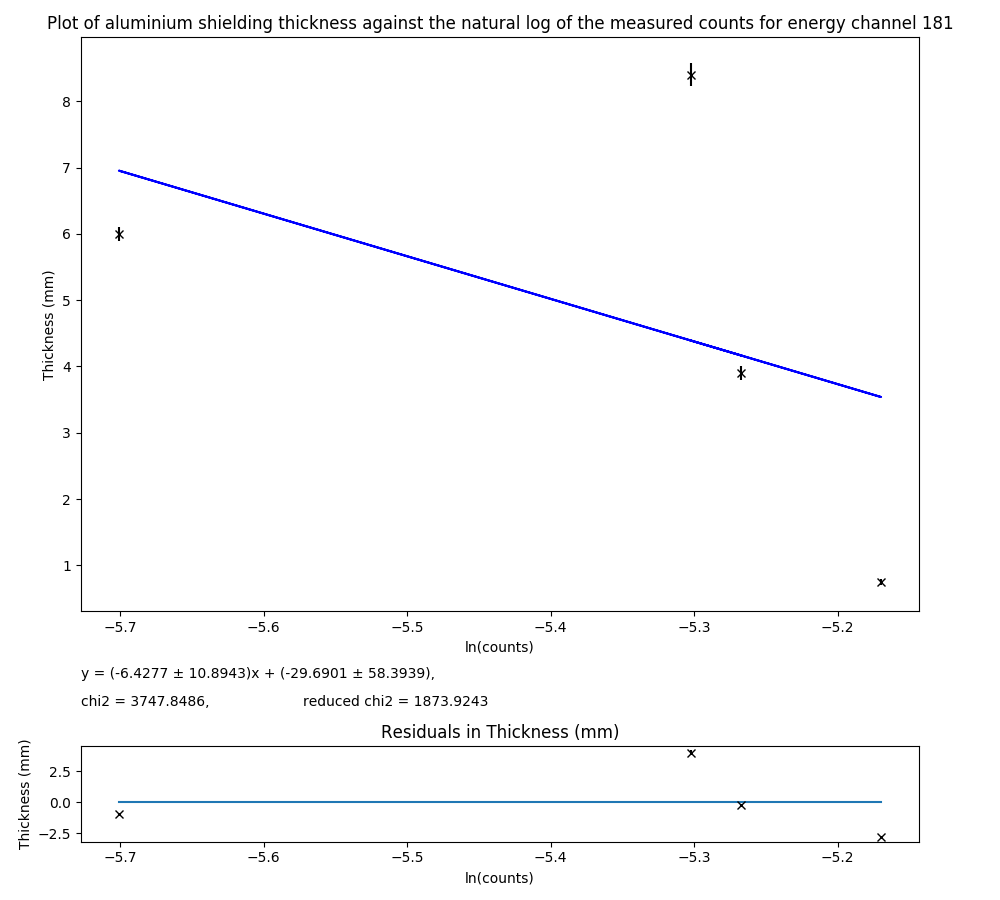 Plot of aluminium shielding thickness against the natural log of the measured counts for energy channel 181
Thickness (mm)
8
7
6
5
4
3
2
1
−5.7 −5.6 −5.5 −5.4 −5.3 −5.2
ln(counts)
y = (-6.4277 ± 10.8943)x + (-29.6901 ± 58.3939),
chi2 = 3747.8486, reduced chi2 = 1873.9243
Residuals in Thickness (mm)
Thickness (mm)
2.5
0.0
−2.5
−5.7 −5.6 −5.5 −5.4 −5.3 −5.2
ln(counts)